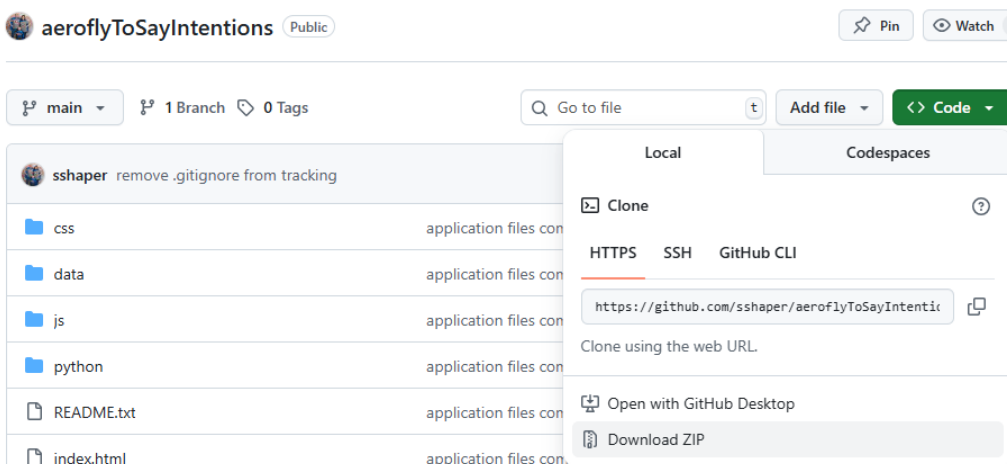 aeroflyToSayIntentions Public Pin Watch
main 1 Branch 0 Tags Go to file t Add file <> Code
Local Codespaces
sshaper remove .gitignore from tracking
Clone
css application files con
HTTPS SSH GitHub CLI
data application files con
https://github.com/sshaper/aeroflyToSayIntentic
js application files con
Clone using the web URL.
python application files con
Open with GitHub Desktop
README.txt application files con
Download ZIP
index.html application files con